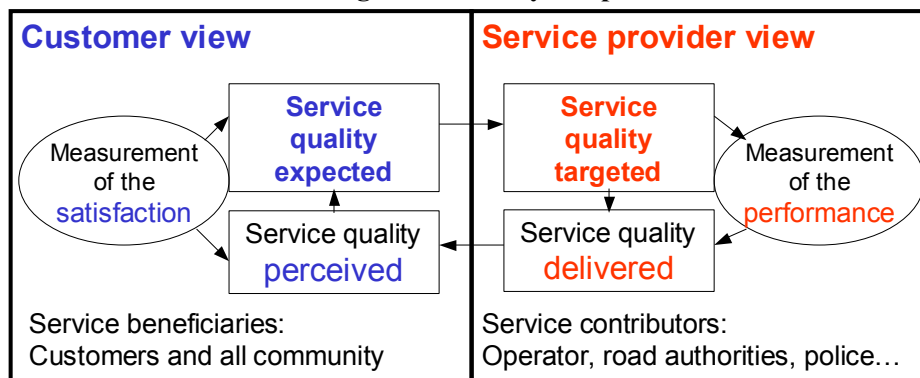 Customer view
Service
quality
expected
Measurement
of the
satisfaction
Service quality
perceived
Service beneficiaries:
Customers and all community
Service provider view
Service
quality
targeted
Measurement
of the
performance
Service quality
delivered
Service contributors:
Operator, road authorities, police…